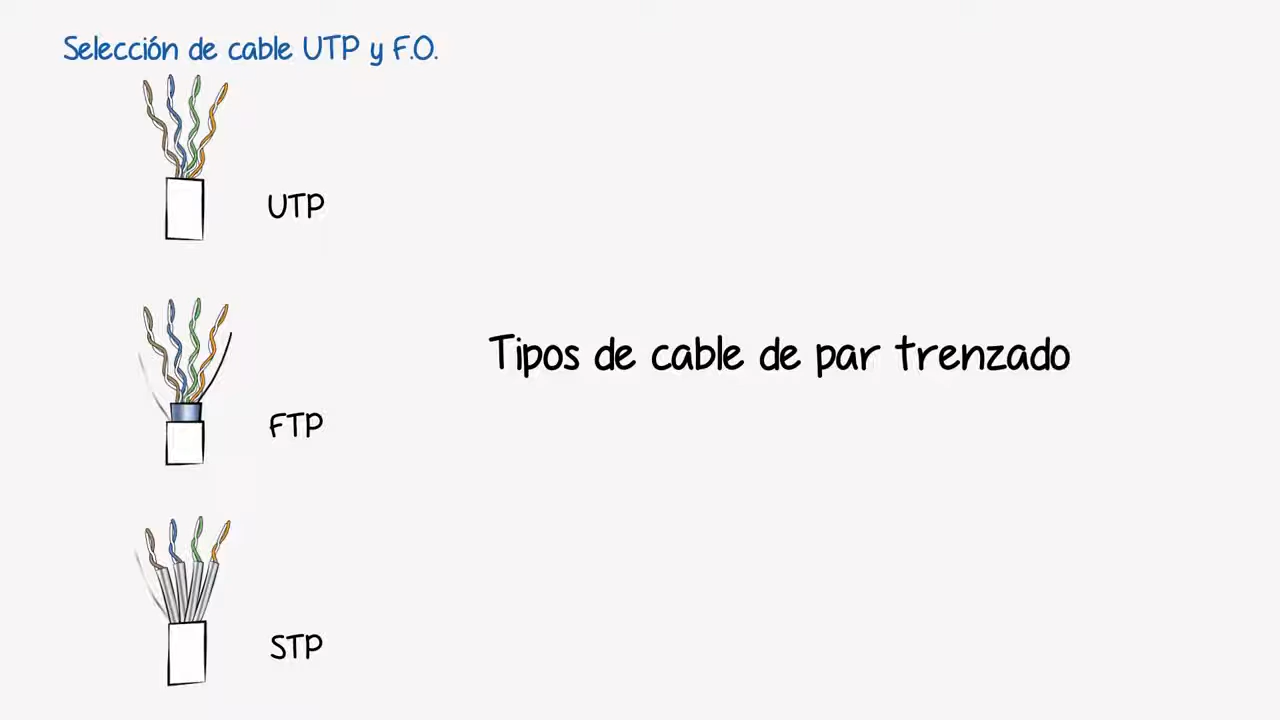 Selección de cable UTP y F.O.
UTP
FTP
Tipos de cable de par trenzado
STP